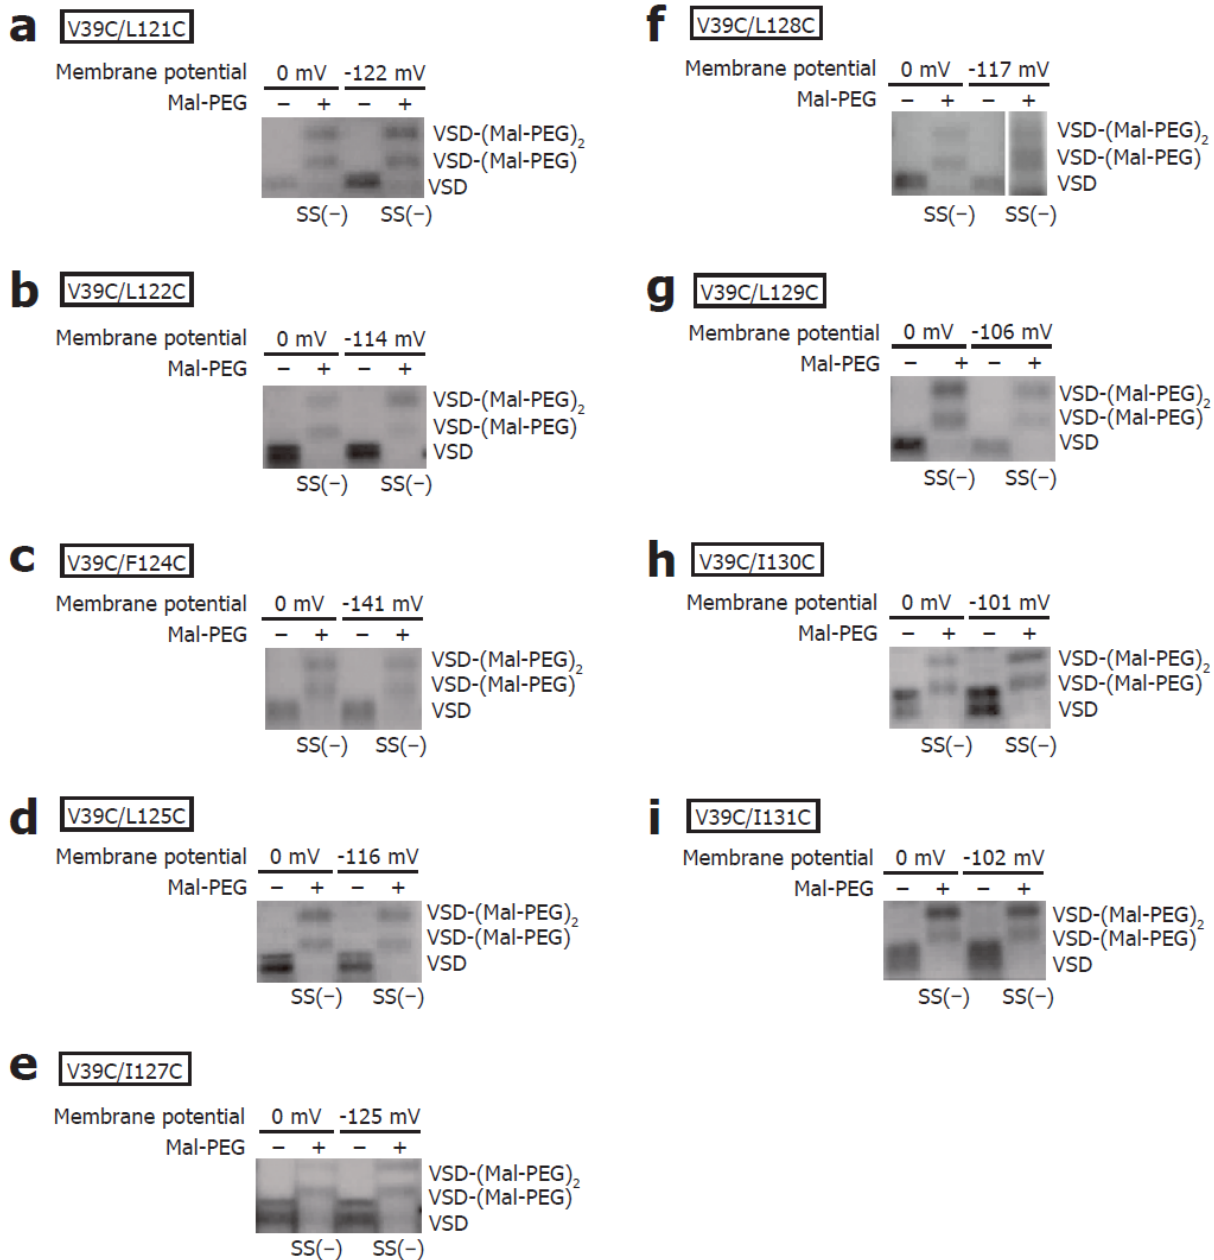 a V39C/L121C
Membrane potential 0 mV -122 mV
Mal-PEG − + − +
VSD-(Mal-PEG)₂
VSD-(Mal-PEG)
VSD
SS(−) SS(−)
b V39C/L122C
Membrane potential 0 mV -114 mV
Mal-PEG − + − +
VSD-(Mal-PEG)₂
VSD-(Mal-PEG)
VSD
SS(−) SS(−)
c V39C/F124C
Membrane potential 0 mV -141 mV
Mal-PEG − + − +
VSD-(Mal-PEG)₂
VSD-(Mal-PEG)
VSD
SS(−) SS(−)
d V39C/L125C
Membrane potential 0 mV -116 mV
Mal-PEG − + − +
VSD-(Mal-PEG)₂
VSD-(Mal-PEG)
VSD
SS(−) SS(−)
e V39C/I127C
Membrane potential 0 mV -125 mV
Mal-PEG − + − +
VSD-(Mal-PEG)₂
VSD-(Mal-PEG)
VSD
SS(−) SS(−)
f V39C/L128C
Membrane potential 0 mV -117 mV
Mal-PEG − + − +
VSD-(Mal-PEG)₂
VSD-(Mal-PEG)
VSD
SS(−) SS(−)
g V39C/L129C
Membrane potential 0 mV -106 mV
Mal-PEG − + − +
VSD-(Mal-PEG)₂
VSD-(Mal-PEG)
VSD
SS(−) SS(−)
h V39C/I130C
Membrane potential 0 mV -101 mV
Mal-PEG − + − +
VSD-(Mal-PEG)₂
VSD-(Mal-PEG)
VSD
SS(−) SS(−)
i V39C/I131C
Membrane potential 0 mV -102 mV
Mal-PEG − + − +
VSD-(Mal-PEG)₂
VSD-(Mal-PEG)
VSD
SS(−) SS(−)